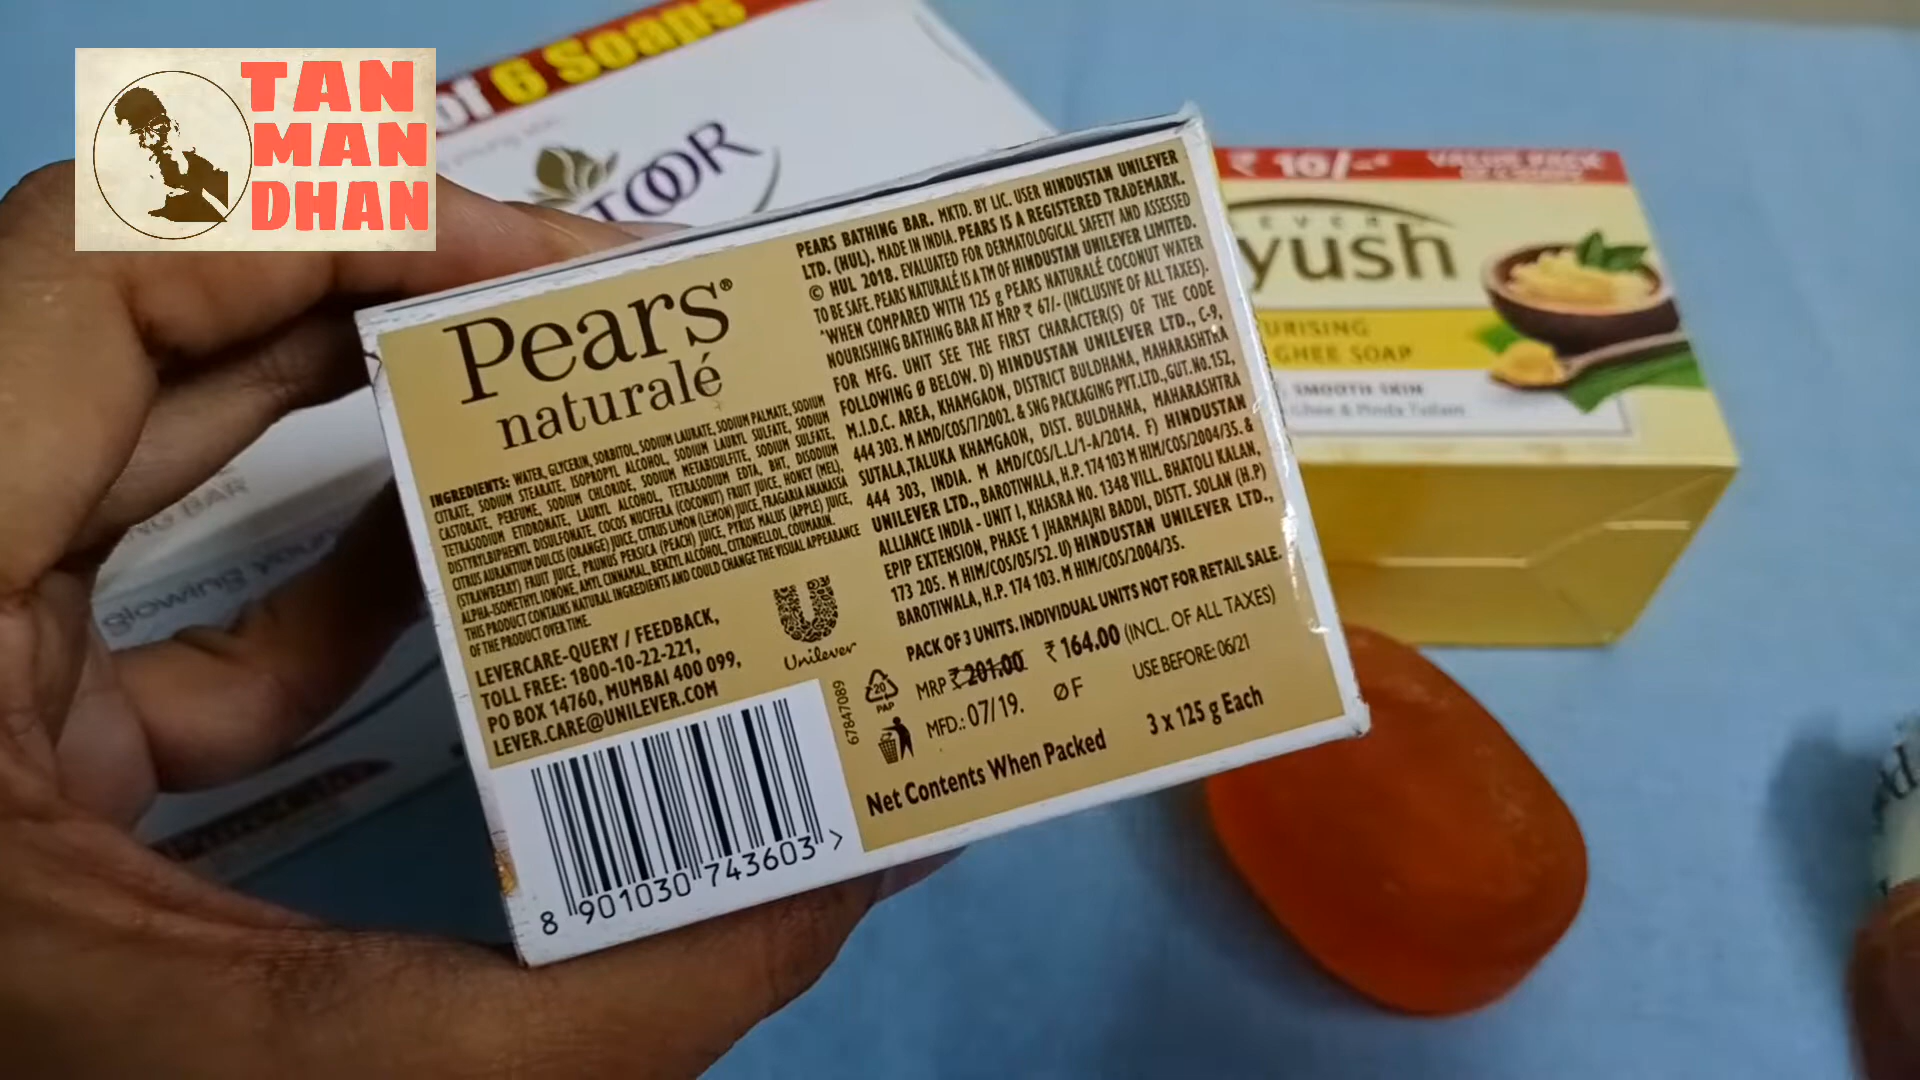 TAN
MAN
DHAN
of 6 Soaps
TOOR
₹ 10/-
VALUE PACK
yush
URISING
GHEE SOAP
SMOOTH SKIN
NG BAR
glowing
Pears®
naturalé
INGREDIENTS: WATER, GLYCERIN, SORBITOL, SODIUM LAURATE, SODIUM PALMATE, SODIUM
CITRATE, SODIUM STEARATE, ISOPROPYL ALCOHOL, SODIUM LAURYL SULFATE, SODIUM
CASTORATE, PERFUME, SODIUM CHLORIDE, SODIUM METABISULFITE, SODIUM SULFATE,
TETRASODIUM ETIDRONATE, LAURYL ALCOHOL, TETRASODIUM EDTA, BHT, DISODIUM
DISTYRYLBIPHENYL DISULFONATE, COCOS NUCIFERA (COCONUT) FRUIT JUICE, HONEY (MEL),
CITRUS AURANTIUM DULCIS (ORANGE) JUICE, CITRUS LIMON (LEMON) JUICE, FRAGARIA ANANASSA
(STRAWBERRY) FRUIT JUICE, PRUNUS PERSICA (PEACH) JUICE, PYRUS MALUS (APPLE) JUICE,
ALPHA-ISOMETHYL IONONE, AMYL CINNAMAL, BENZYL ALCOHOL, CITRONELLOL, COUMARIN.
THIS PRODUCT CONTAINS NATURAL INGREDIENTS AND COULD CHANGE THE VISUAL APPEARANCE
OF THE PRODUCT OVER TIME.
LEVERCARE-QUERY / FEEDBACK,
TOLL FREE: 1800-10-22-221,
PO BOX 14760, MUMBAI 400 099,
LEVER.CARE@UNILEVER.COM
Unilever
8 901030 743603 >
PEARS BATHING BAR. MKTD. BY LIC. USER HINDUSTAN UNILEVER
LTD. (HUL). MADE IN INDIA. PEARS IS A REGISTERED TRADEMARK.
© HUL 2018. EVALUATED FOR DERMATOLOGICAL SAFETY AND ASSESSED
TO BE SAFE. PEARS NATURALÉ IS A TM OF HINDUSTAN UNILEVER LIMITED.
*WHEN COMPARED WITH 125 g PEARS NATURALÉ COCONUT WATER
NOURISHING BATHING BAR AT MRP ₹ 67/- (INCLUSIVE OF ALL TAXES).
FOR MFG. UNIT SEE THE FIRST CHARACTER(S) OF THE CODE
FOLLOWING Ø BELOW. D) HINDUSTAN UNILEVER LTD., C-9,
M.I.D.C. AREA, KHAMGAON, DISTRICT BULDHANA, MAHARASHTRA
444 303. M AMD/COS/7/2002. & SNG PACKAGING PVT.LTD.,GUT.No.152,
SUTALA,TALUKA KHAMGAON, DIST. BULDHANA, MAHARASHTRA
444 303, INDIA. M AMD/COS/L.L/1-A/2014. F) HINDUSTAN
UNILEVER LTD., BAROTIWALA, H.P. 174 103 M HIM/COS/2004/35. &
ALLIANCE INDIA - UNIT I, KHASRA NO. 1348 VILL. BHATOLI KALAN,
EPIP EXTENSION, PHASE 1 JHARMAJRI BADDI, DISTT. SOLAN (H.P)
173 205. M HIM/COS/05/52. U) HINDUSTAN UNILEVER LTD.,
BAROTIWALA, H.P. 174 103. M HIM/COS/2004/35.
PACK OF 3 UNITS. INDIVIDUAL UNITS NOT FOR RETAIL SALE.
MRP ₹ 201.00 ₹ 164.00 (INCL. OF ALL TAXES)
MFD.: 07/19. Ø F USE BEFORE: 06/21
Net Contents When Packed 3 x 125 g Each
67847089
20
PAP